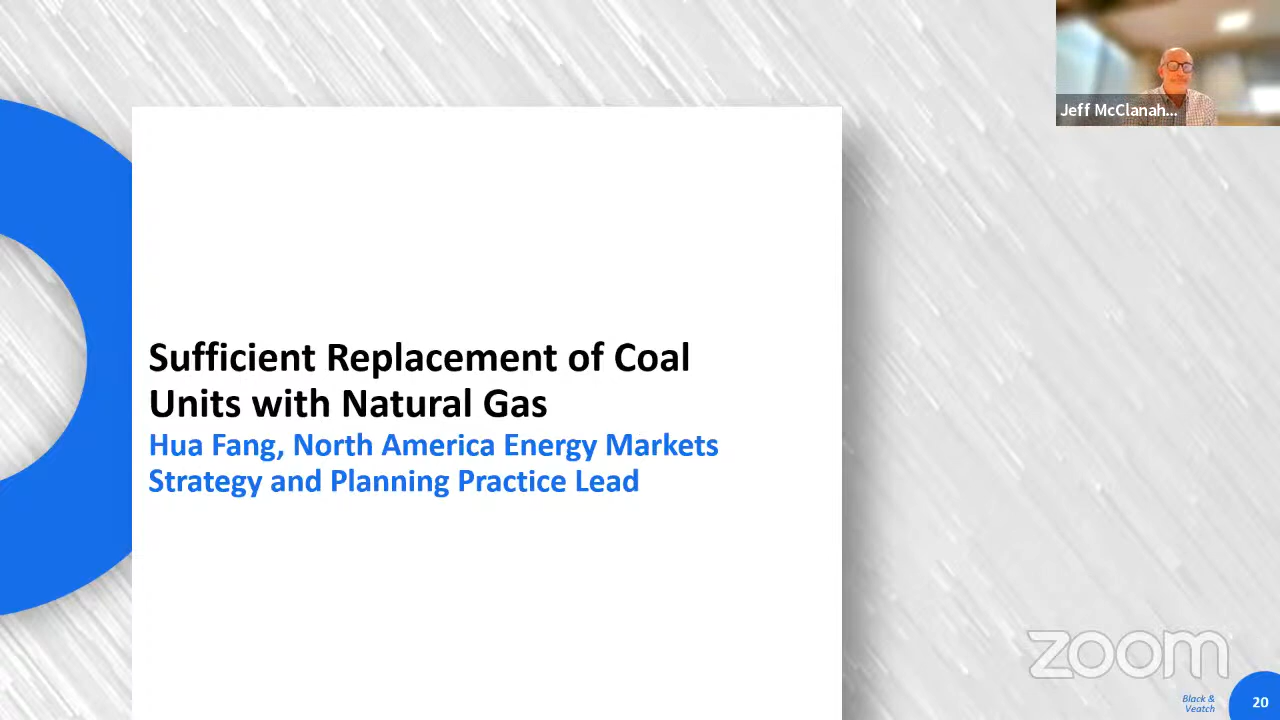 Jeff McClanah...
Sufficient Replacement of Coal
Units with Natural Gas
Hua Fang, North America Energy Markets
Strategy and Planning Practice Lead
zoom
Black &
Veatch
20